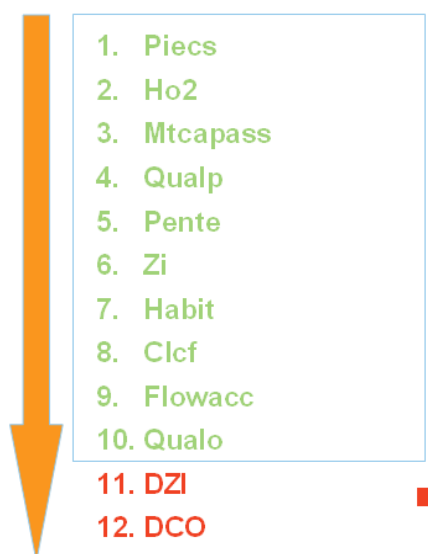 1. Piecs
2. Ho2
3. Mtcapass
4. Qualp
5. Pente
6. Zi
7. Habit
8. Clcf
9. Flowacc
10. Qualo
11. DZI
12. DCO